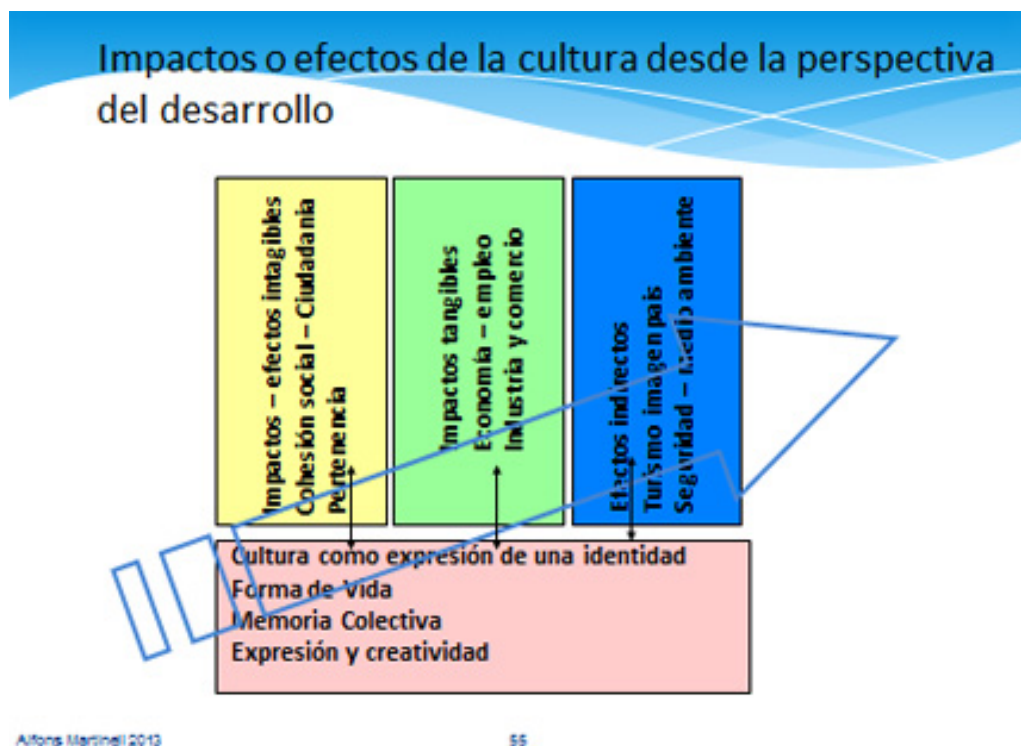 Impactos o efectos de la cultura desde la perspectiva
del desarrollo
Impactos – efectos intagibles
Cohesión social – Ciudadania
Pertenencia
Impactos tangibles
Economía – empleo
Industria y comercio
Efectos indirectos
Turismo imagen pais
Seguridad – Medio ambiente
Cultura como expresión de una identidad
Forma de Vida
Memoria Colectiva
Expresión y creatividad
Alfons Martinell 2013
55